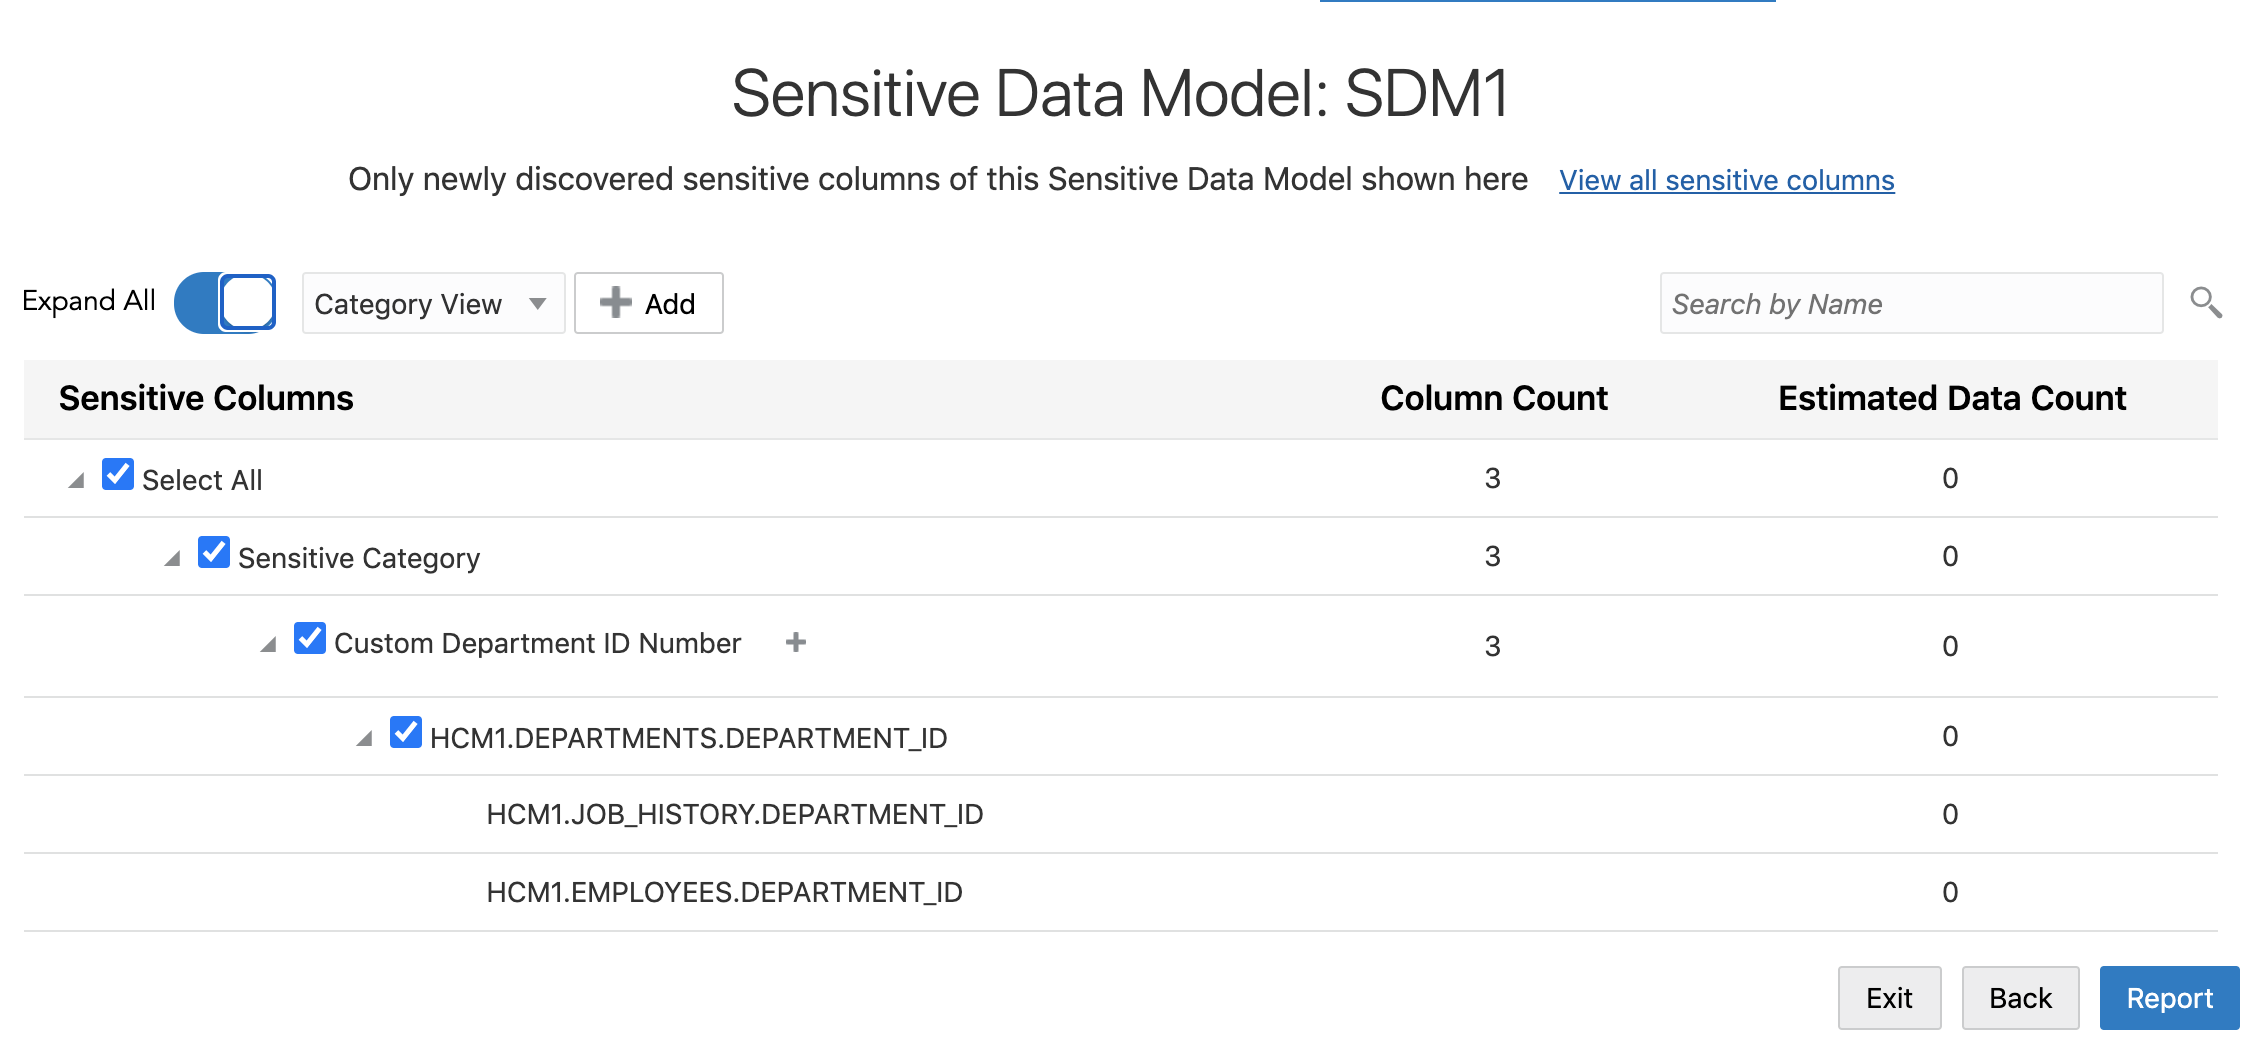 Sensitive Data Model: SDM1
Only newly discovered sensitive columns of this Sensitive Data Model shown here View all sensitive columns
Expand All Category View Add Search by Name
Sensitive Columns Column Count Estimated Data Count
Select All 3 0
Sensitive Category 3 0
Custom Department ID Number + 3 0
HCM1.DEPARTMENTS.DEPARTMENT_ID 0
HCM1.JOB_HISTORY.DEPARTMENT_ID 0
HCM1.EMPLOYEES.DEPARTMENT_ID 0
Exit Back Report